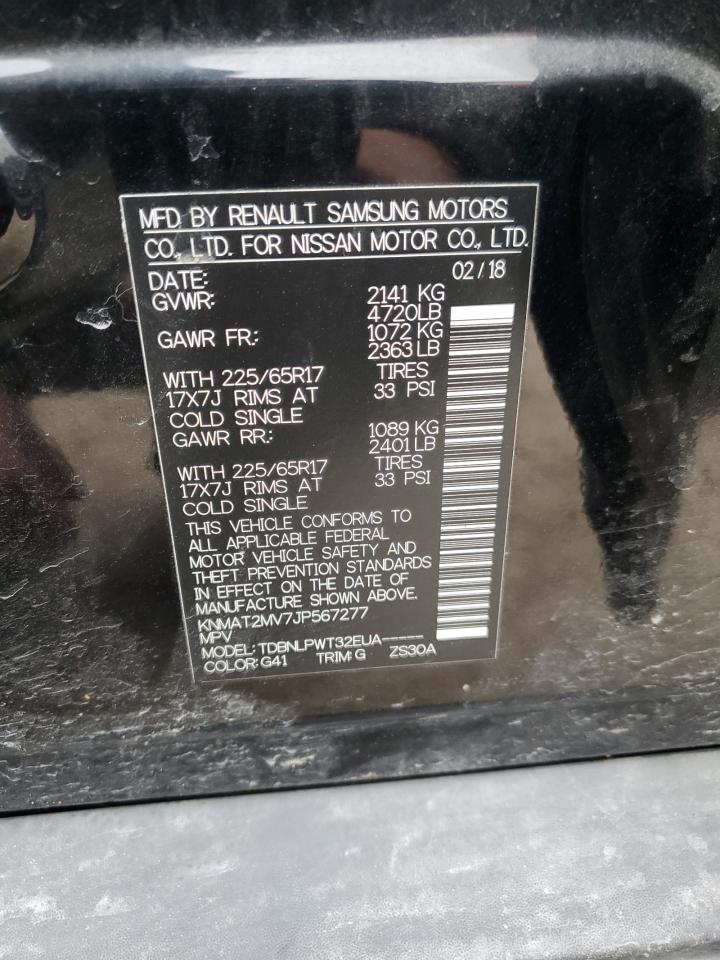 MFD BY RENAULT SAMSUNG MOTORS
CO., LTD. FOR NISSAN MOTOR CO., LTD.
DATE: 02/18
GVWR: 2141 KG
4720LB
GAWR FR: 1072 KG
2363 LB
WITH 225/65R17 TIRES
17X7J RIMS AT 33 PSI
COLD SINGLE
GAWR RR: 1089 KG
2401 LB
WITH 225/65R17 TIRES
17X7J RIMS AT 33 PSI
COLD SINGLE
THIS VEHICLE CONFORMS TO
ALL APPLICABLE FEDERAL
MOTOR VEHICLE SAFETY AND
THEFT PREVENTION STANDARDS
IN EFFECT ON THE DATE OF
MANUFACTURE SHOWN ABOVE.
KNMAT2MV7JP567277
MPV
MODEL: TDBNLPWT32EUA-----
COLOR: G41 TRIM: G ZS30A